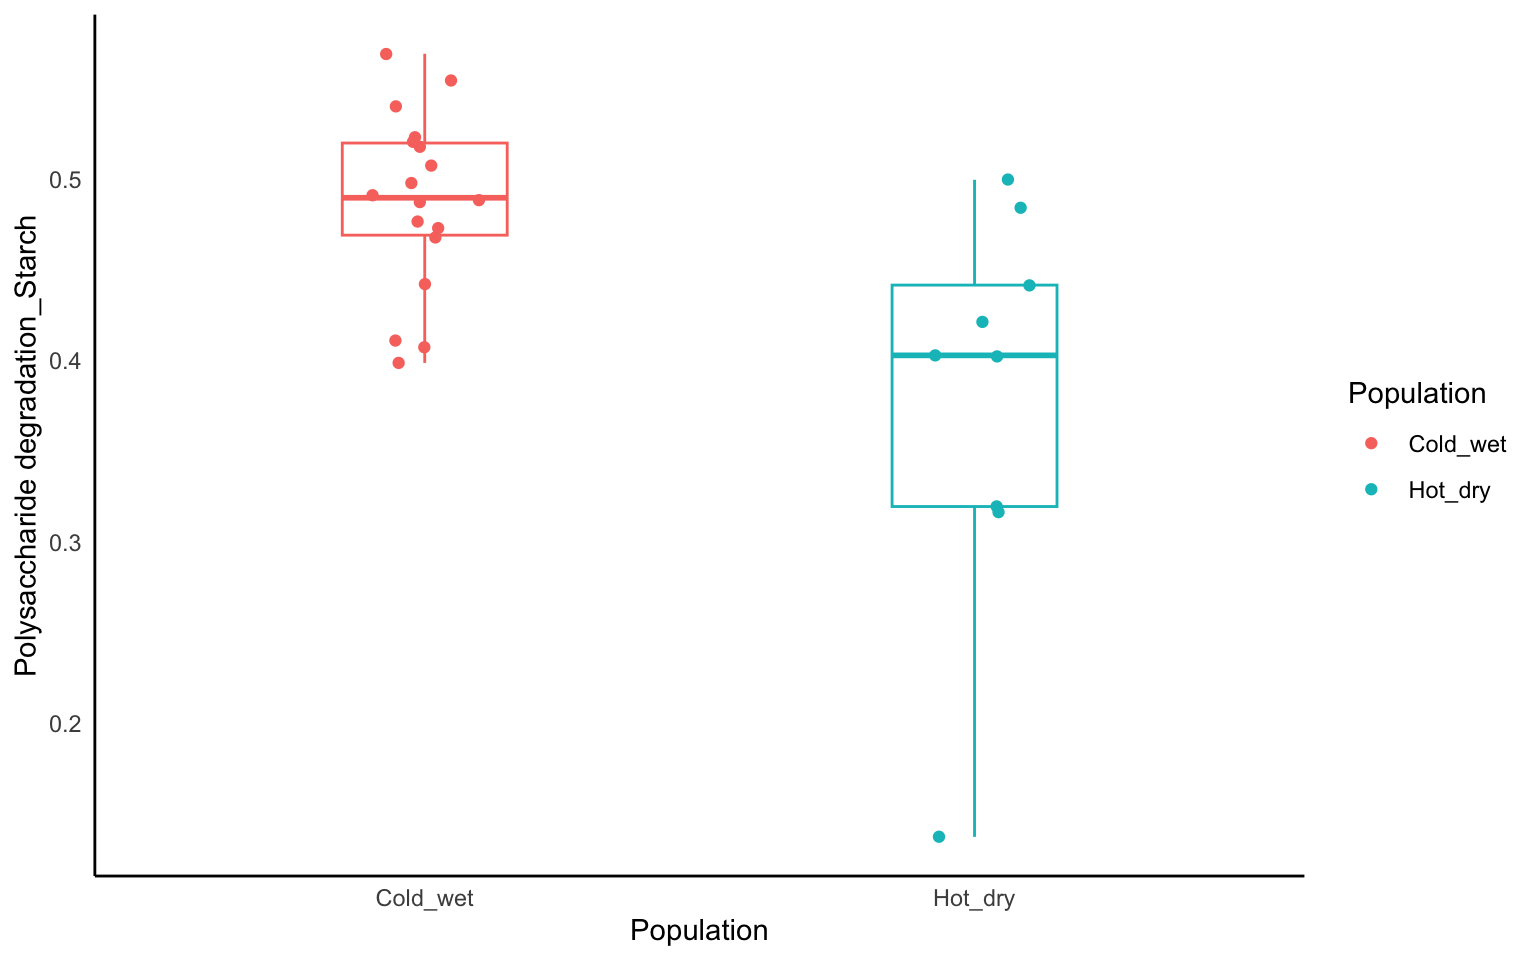 Polysaccharide degradation_Starch
0.5
0.4
0.3
0.2
Cold_wet
Hot_dry
Population
Population
Cold_wet
Hot_dry